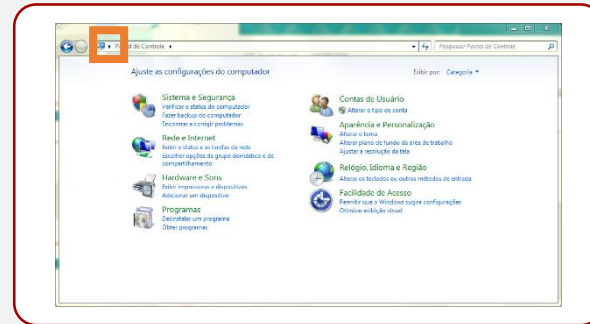 Painel de Controle
Pesquisar Painel de Controle
Ajuste as configurações do computador
Exibir por: Categoria
Sistema e Segurança
Verificar o status do computador
Fazer backup do computador
Encontrar e corrigir problemas
Rede e Internet
Exibir o status e as tarefas da rede
Escolher opções de grupo doméstico e de
compartilhamento
Hardware e Sons
Exibir impressoras e dispositivos
Adicionar um dispositivo
Programas
Desinstalar um programa
Obter programas
Contas de Usuário
Alterar o tipo de conta
Aparência e Personalização
Alterar o tema
Alterar plano de fundo da área de trabalho
Ajustar a resolução da tela
Relógio, Idioma e Região
Alterar os teclados ou outros métodos de entrada
Facilidade de Acesso
Permitir que o Windows sugira configurações
Otimizar exibição visual